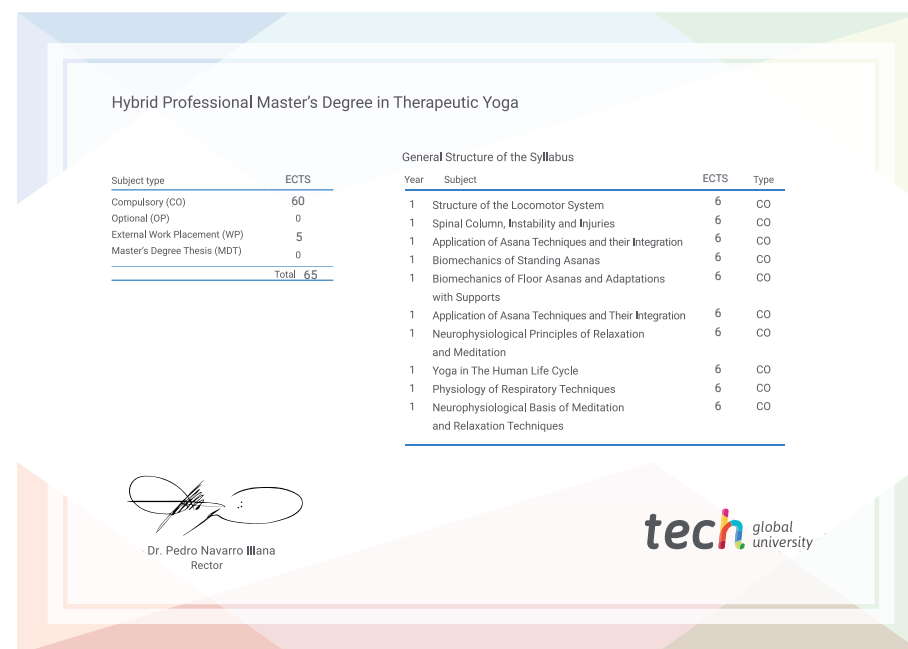 Hybrid Professional Master's Degree in Therapeutic Yoga
Subject type ECTS
Compulsory (CO) 60
Optional (OP) 0
External Work Placement (WP) 5
Master's Degree Thesis (MDT) 0
Total 65
General Structure of the Syllabus
Year Subject ECTS Type
1 Structure of the Locomotor System 6 CO
1 Spinal Column, Instability and Injuries 6 CO
1 Application of Asana Techniques and their Integration 6 CO
1 Biomechanics of Standing Asanas 6 CO
1 Biomechanics of Floor Asanas and Adaptations 6 CO
with Supports
1 Application of Asana Techniques and Their Integration 6 CO
1 Neurophysiological Principles of Relaxation 6 CO
and Meditation
1 Yoga in The Human Life Cycle 6 CO
1 Physiology of Respiratory Techniques 6 CO
1 Neurophysiological Basis of Meditation 6 CO
and Relaxation Techniques
Dr. Pedro Navarro Illana
Rector
tech global
university